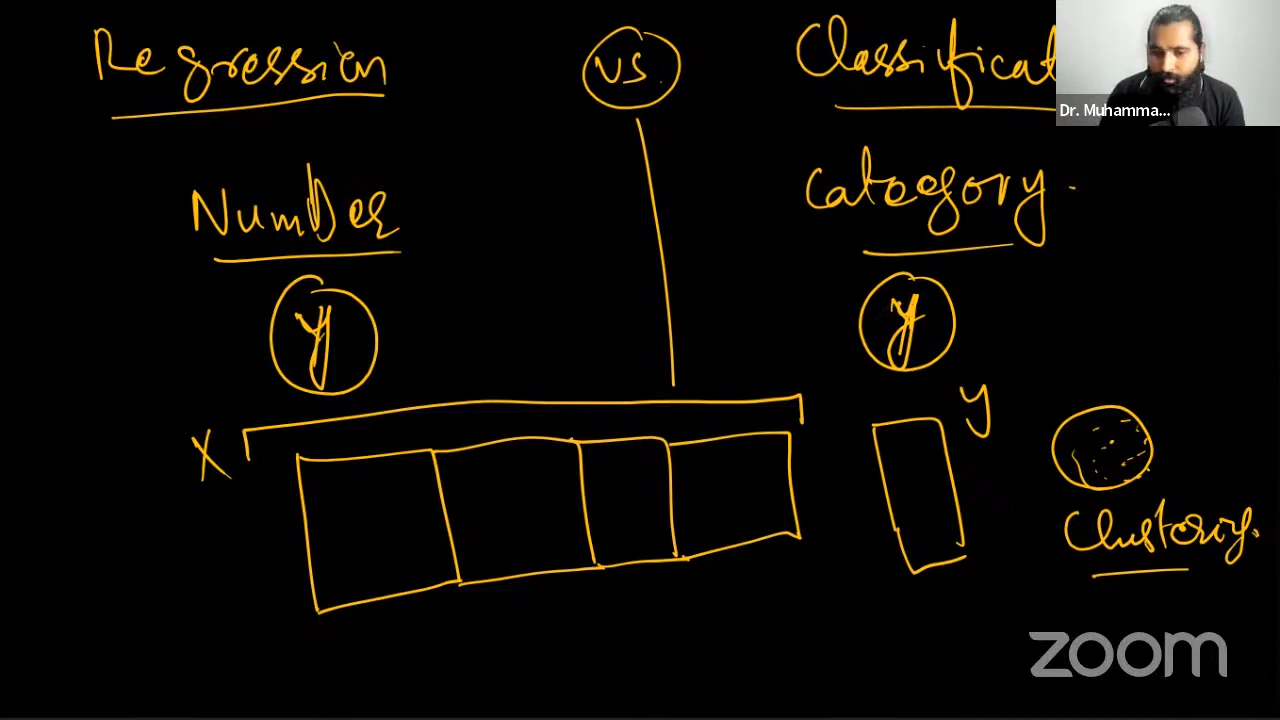 Regression vs. Classificat
Dr. Muhamma...
Number category.
y y
X y
Clustering.
zoom